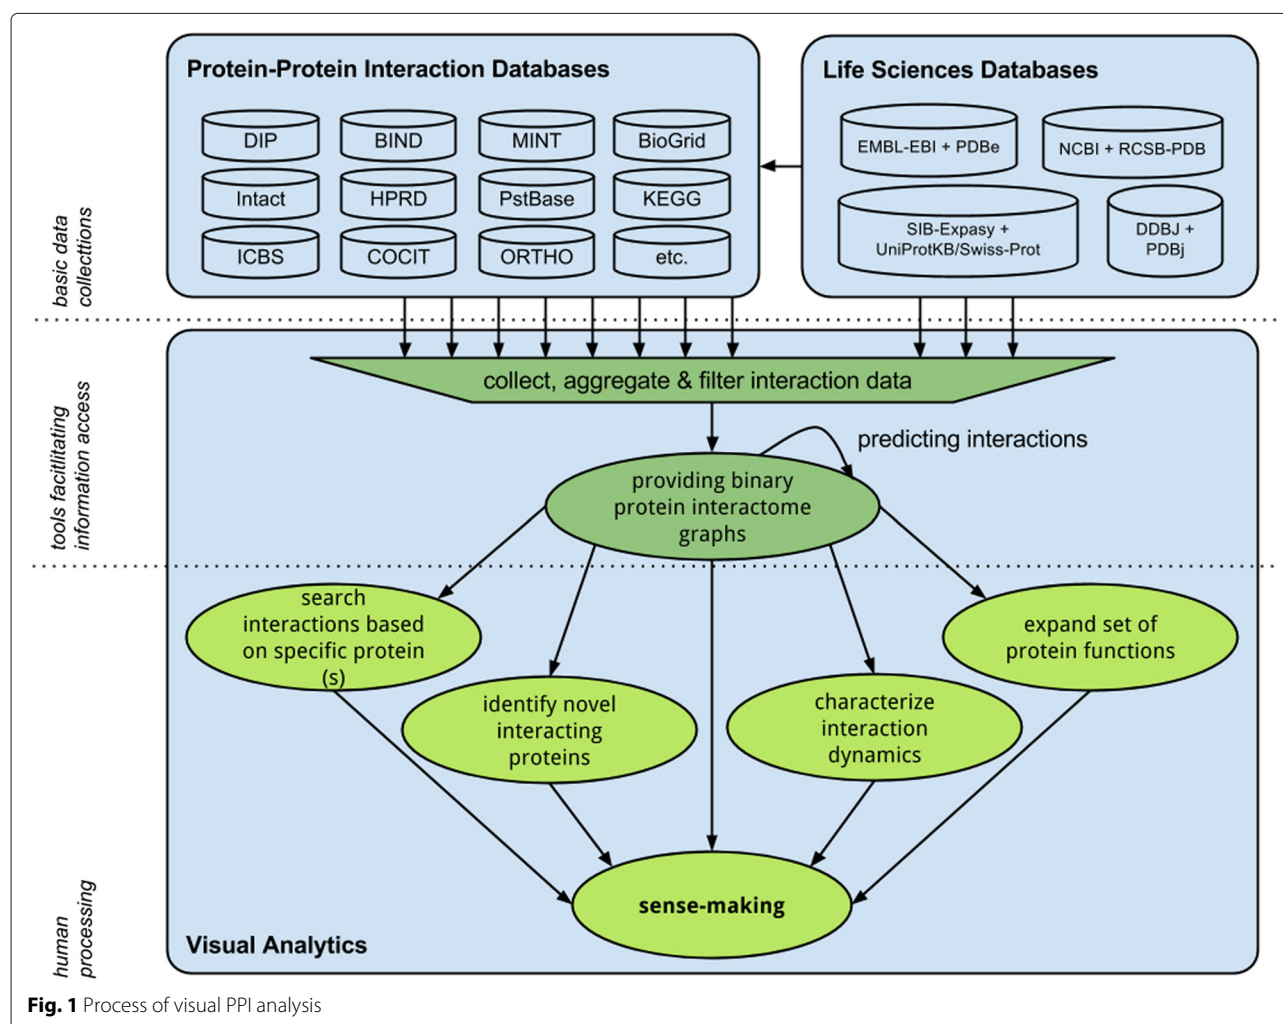 Protein-Protein Interaction Databases
DIP
BIND
MINT
BioGrid
Intact
HPRD
PstBase
KEGG
ICBS
COCIT
ORTHO
etc.
Life Sciences Databases
EMBL-EBI + PDBe
NCBI + RCSB-PDB
SIB-Expasy +
UniProtKB/Swiss-Prot
DDBJ +
PDBj
basic data
collecttions
collect, aggregate & filter interaction data
predicting interactions
providing binary
protein interactome
graphs
tools facitlitating
information access
search
interactions based
on specific protein
(s)
identify novel
interacting
proteins
characterize
interaction
dynamics
expand set of
protein functions
sense-making
human
processing
Visual Analytics
Fig. 1 Process of visual PPI analysis